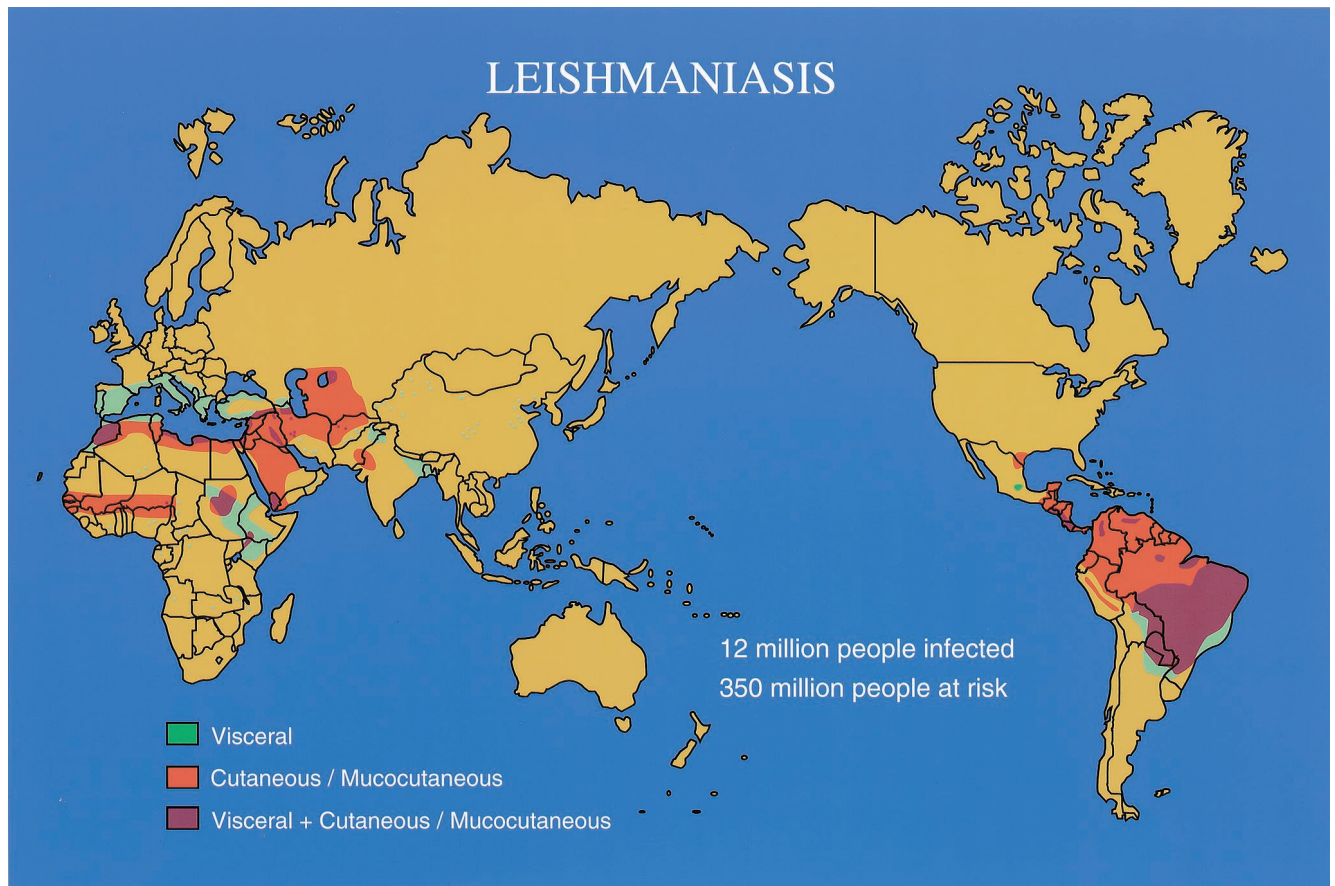 LEISHMANIASIS
12 million people infected
350 million people at risk
Visceral
Cutaneous / Mucocutaneous
Visceral + Cutaneous / Mucocutaneous